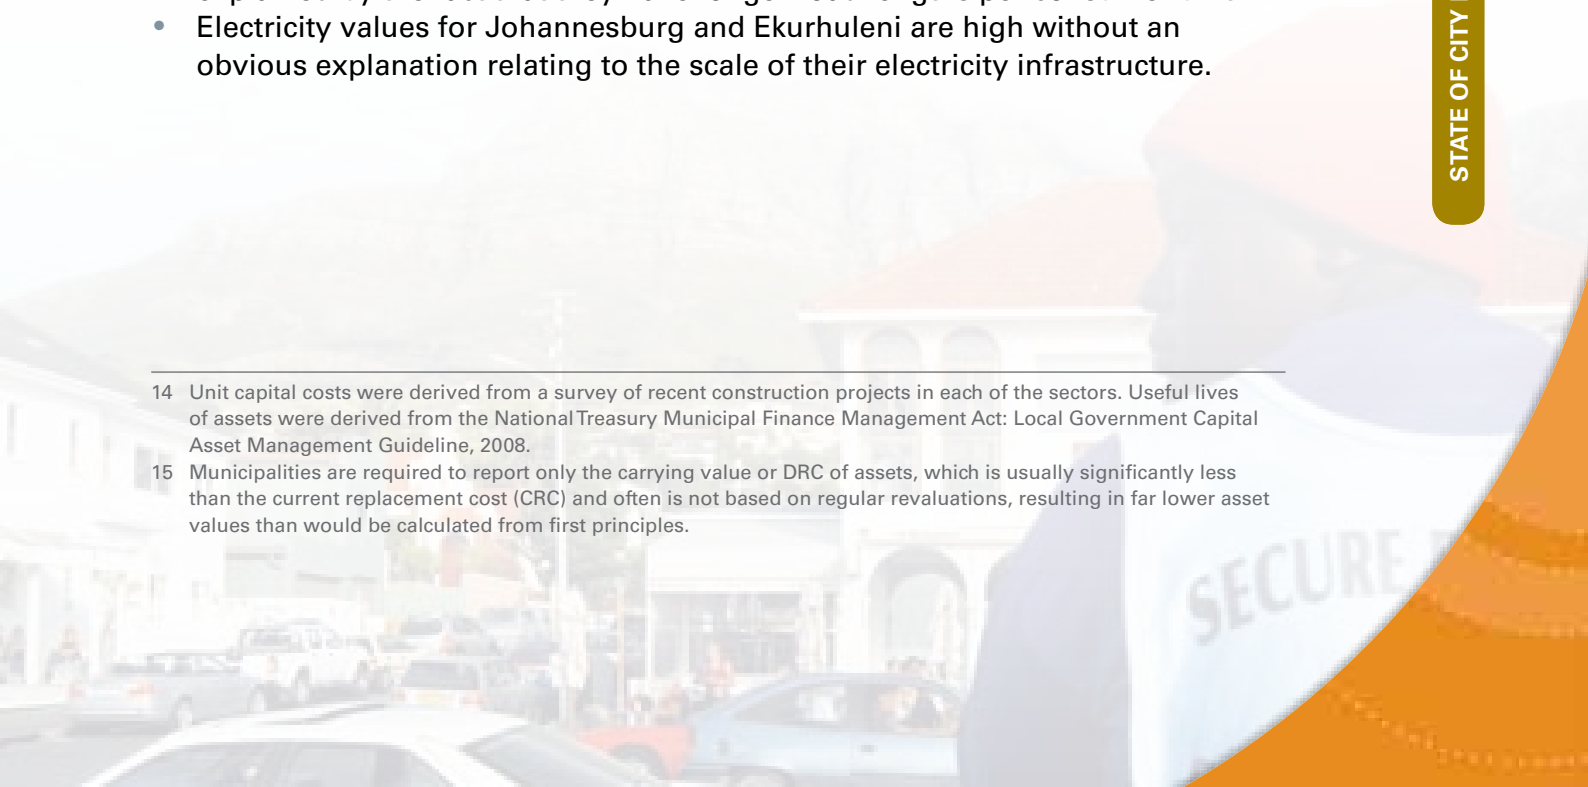 • Electricity values for Johannesburg and Ekurhuleni are high without an
obvious explanation relating to the scale of their electricity infrastructure.
STATE OF CITY
14 Unit capital costs were derived from a survey of recent construction projects in each of the sectors. Useful lives
of assets were derived from the National Treasury Municipal Finance Management Act: Local Government Capital
Asset Management Guideline, 2008.
15 Municipalities are required to report only the carrying value or DRC of assets, which is usually significantly less
than the current replacement cost (CRC) and often is not based on regular revaluations, resulting in far lower asset
values than would be calculated from first principles.
SECURE